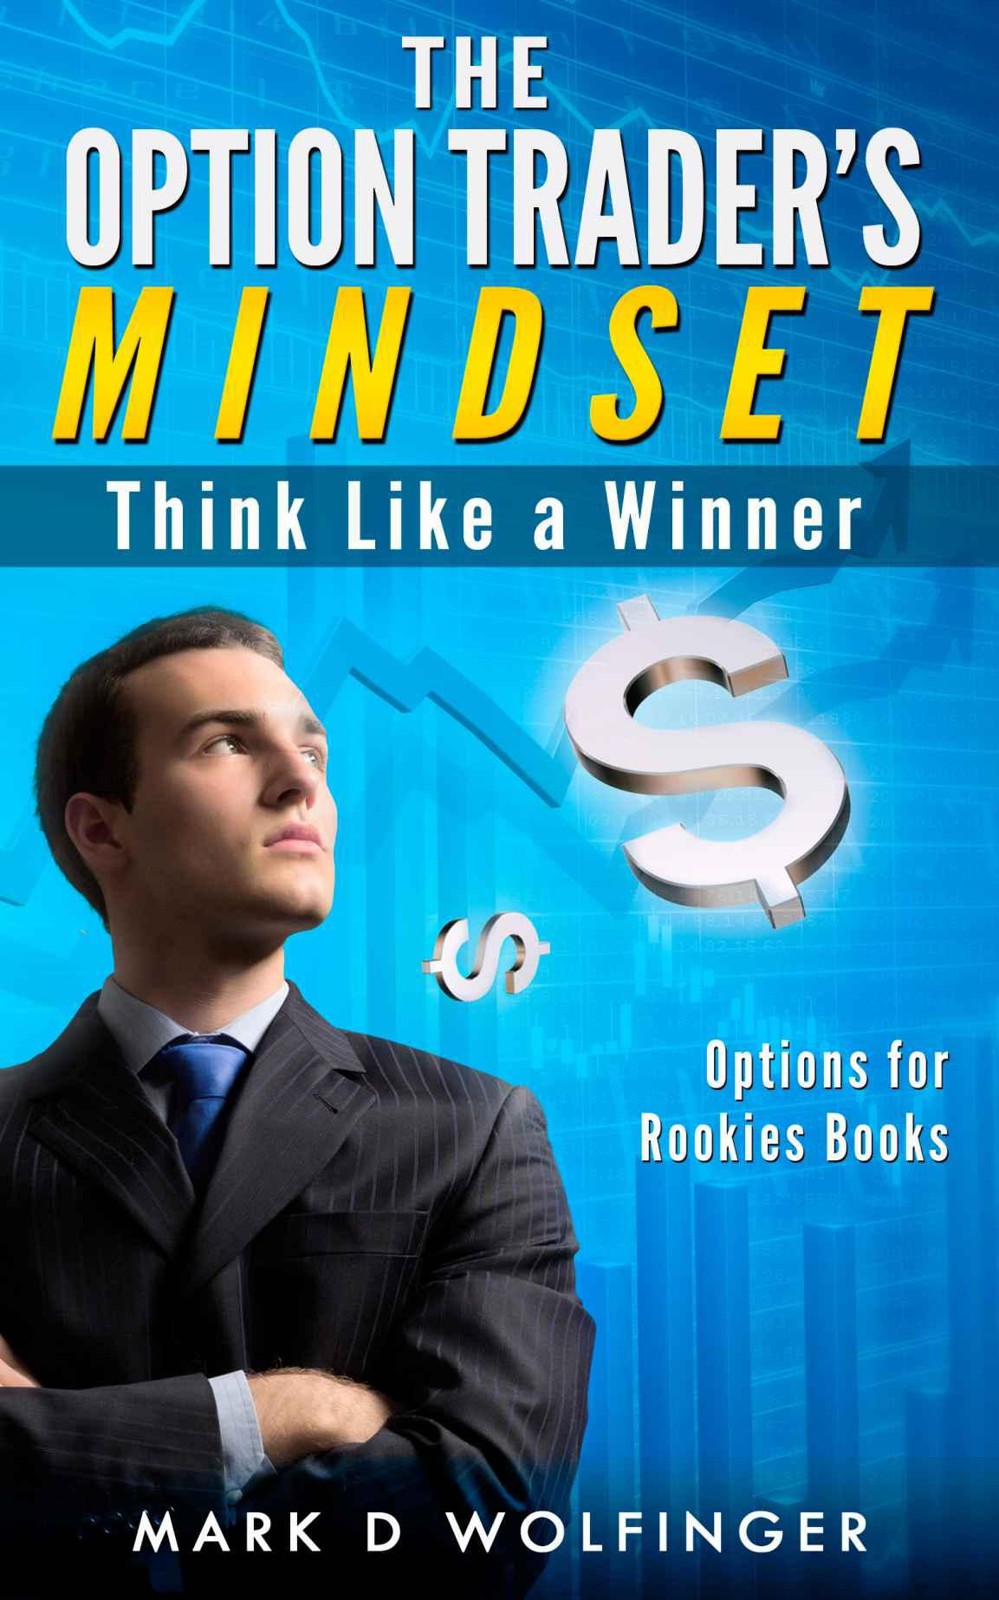 THE
OPTION TRADER'S
MINDSET
Think Like a Winner
Options for
Rookies Books
MARK D WOLFINGER